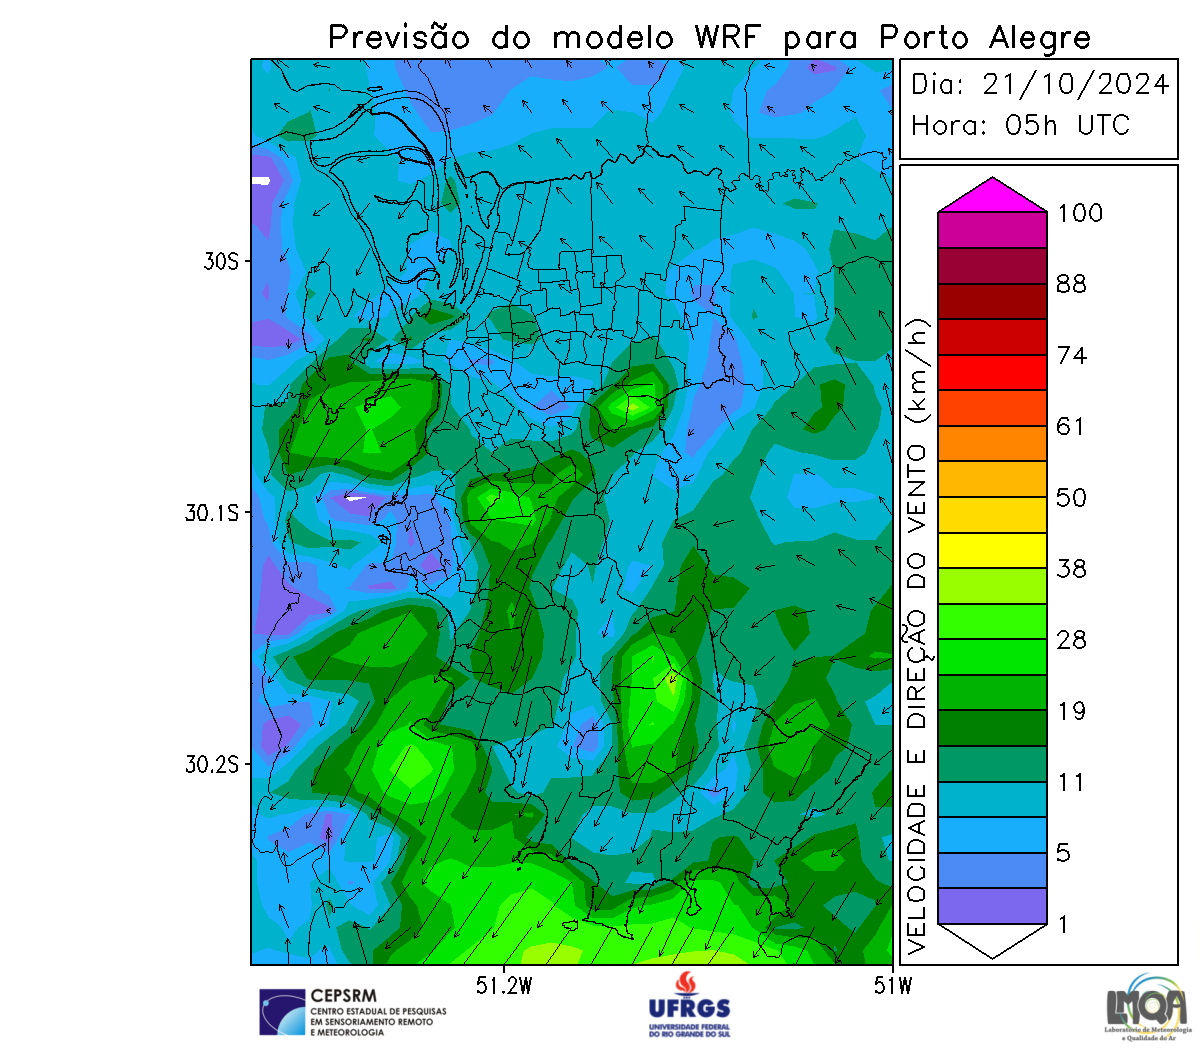 Previsão do modelo WRF para Porto Alegre
Dia: 21/10/2024
Hora: 05h UTC
30S
30.1S
30.2S
51.2W
51W
VELOCIDADE E DIREÇÃO DO VENTO (km/h)
100
88
74
61
50
38
28
19
11
5
1
CEPSRM
CENTRO ESTADUAL DE PESQUISAS
EM SENSORIAMENTO REMOTO
E METEOROLOGIA
UFRGS
UNIVERSIDADE FEDERAL
DO RIO GRANDE DO SUL
LMQA
Laboratório de Meteorologia
e Qualidade do Ar